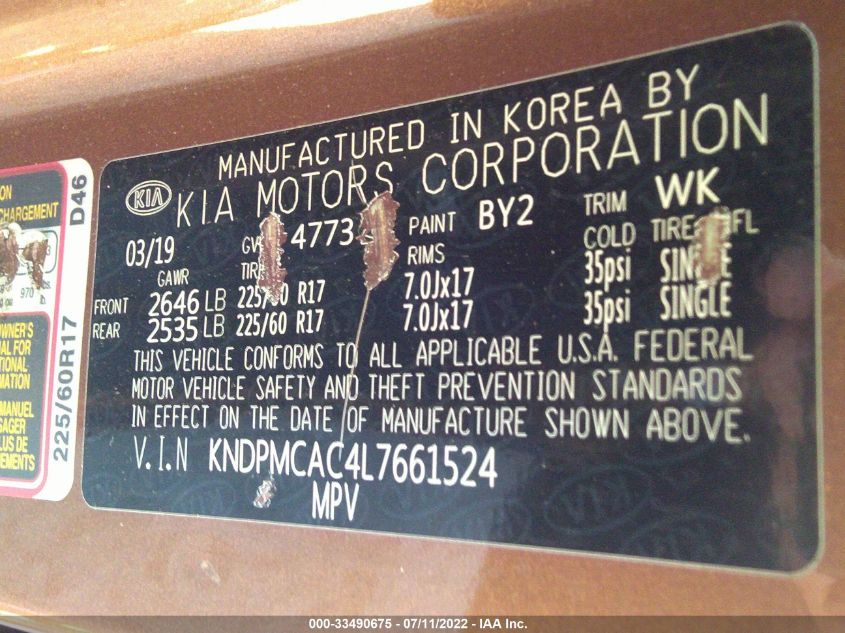 MANUFACTURED IN KOREA BY
KIA KIA MOTORS CORPORATION
03/19 4773 PAINT BY2 TRIM WK
GAWR RIMS COLD
FRONT 2646 LB R17 7.0Jx17 35psi
REAR 2535 LB 225/60 R17 7.0Jx17 35psi SINGLE
THIS VEHICLE CONFORMS TO ALL APPLICABLE U.S.A. FEDERAL
MOTOR VEHICLE SAFETY AND THEFT PREVENTION STANDARDS
IN EFFECT ON THE DATE OF MANUFACTURE SHOWN ABOVE.
V.I.N KNDPMCAC4L7661524
MPV
D46
225/60R17
970
000-33490675 - 07/11/2022 - IAA Inc.